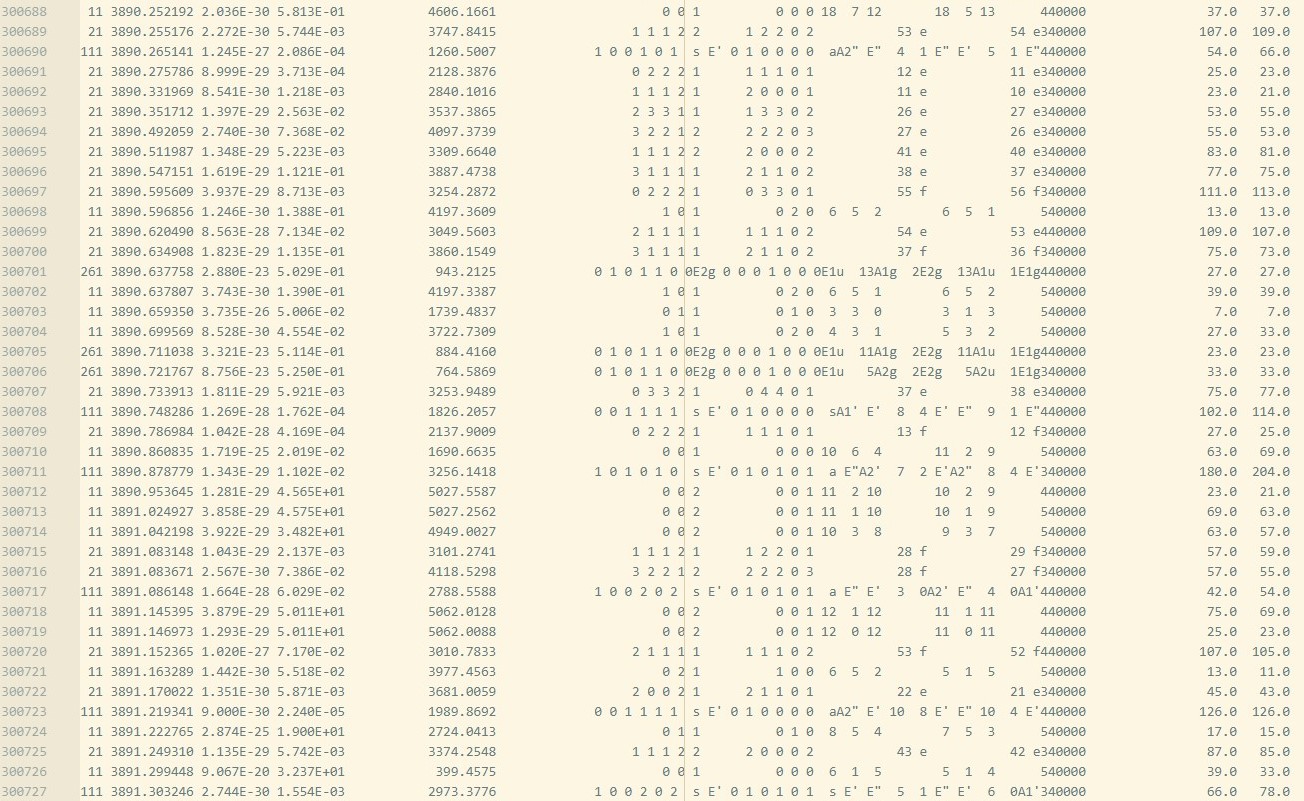 300688 11 3890.252192 2.036E-30 5.813E-01 4606.1661 0 0 1 0 0 0 18 7 12 18 5 13 440000 37.0 37.0
300689 21 3890.255176 2.272E-30 5.744E-03 3747.8415 1 1 1 2 2 1 2 2 0 2 53 e 54 e340000 107.0 109.0
300690 111 3890.265141 1.245E-27 2.086E-04 1260.5007 1 0 0 1 0 1 s E' 0 1 0 0 0 0 aA2" E" 4 1 E" E' 5 1 E"440000 54.0 66.0
300691 21 3890.275786 8.999E-29 3.713E-04 2128.3876 0 2 2 2 1 1 1 1 0 1 12 e 11 e340000 25.0 23.0
300692 21 3890.331969 8.541E-30 1.218E-03 2840.1016 1 1 1 2 1 2 0 0 0 1 11 e 10 e340000 23.0 21.0
300693 21 3890.351712 1.397E-29 2.563E-02 3537.3865 2 3 3 1 1 1 3 3 0 2 26 e 27 e340000 53.0 55.0
300694 21 3890.492059 2.740E-30 7.368E-02 4097.3739 3 2 2 1 2 2 2 2 0 3 27 e 26 e340000 55.0 53.0
300695 21 3890.511987 1.348E-29 5.223E-03 3309.6640 1 1 1 2 2 2 0 0 0 2 41 e 40 e340000 83.0 81.0
300696 21 3890.547151 1.619E-29 1.121E-01 3887.4738 3 1 1 1 1 2 1 1 0 2 38 e 37 e340000 77.0 75.0
300697 21 3890.595609 3.937E-29 8.713E-03 3254.2872 0 2 2 2 1 0 3 3 0 1 55 f 56 f340000 111.0 113.0
300698 11 3890.596856 1.246E-30 1.388E-01 4197.3609 1 0 1 0 2 0 6 5 2 6 5 1 540000 13.0 13.0
300699 21 3890.620490 8.563E-28 7.134E-02 3049.5603 2 1 1 1 1 1 1 1 0 2 54 e 53 e440000 109.0 107.0
300700 21 3890.634908 1.823E-29 1.135E-01 3860.1549 3 1 1 1 1 2 1 1 0 2 37 f 36 f340000 75.0 73.0
300701 261 3890.637758 2.880E-23 5.029E-01 943.2125 0 1 0 1 1 0 0E2g 0 0 0 1 0 0 0E1u 13A1g 2E2g 13A1u 1E1g440000 27.0 27.0
300702 11 3890.637807 3.743E-30 1.390E-01 4197.3387 1 0 1 0 2 0 6 5 1 6 5 2 540000 39.0 39.0
300703 11 3890.659350 3.735E-26 5.006E-02 1739.4837 0 1 1 0 1 0 3 3 0 3 1 3 540000 7.0 7.0
300704 11 3890.699569 8.528E-30 4.554E-02 3722.7309 1 0 1 0 2 0 4 3 1 5 3 2 540000 27.0 33.0
300705 261 3890.711038 3.321E-23 5.114E-01 884.4160 0 1 0 1 1 0 0E2g 0 0 0 1 0 0 0E1u 11A1g 2E2g 11A1u 1E1g440000 23.0 23.0
300706 261 3890.721767 8.756E-23 5.250E-01 764.5869 0 1 0 1 1 0 0E2g 0 0 0 1 0 0 0E1u 5A2g 2E2g 5A2u 1E1g340000 33.0 33.0
300707 21 3890.733913 1.811E-29 5.921E-03 3253.9489 0 3 3 2 1 0 4 4 0 1 37 e 38 e340000 75.0 77.0
300708 111 3890.748286 1.269E-28 1.762E-04 1826.2057 0 0 1 1 1 1 s E' 0 1 0 0 0 0 sA1' E' 8 4 E' E" 9 1 E"440000 102.0 114.0
300709 21 3890.786984 1.042E-28 4.169E-04 2137.9009 0 2 2 2 1 1 1 1 0 1 13 f 12 f340000 27.0 25.0
300710 11 3890.860835 1.719E-25 2.019E-02 1690.6635 0 0 1 0 0 0 10 6 4 11 2 9 540000 63.0 69.0
300711 111 3890.878779 1.343E-29 1.102E-02 3256.1418 1 0 1 0 1 0 s E' 0 1 0 1 0 1 a E"A2' 7 2 E'A2" 8 4 E'340000 180.0 204.0
300712 11 3890.953645 1.281E-29 4.565E+01 5027.5587 0 0 2 0 0 1 11 2 10 10 2 9 440000 23.0 21.0
300713 11 3891.024927 3.858E-29 4.575E+01 5027.2562 0 0 2 0 0 1 11 1 10 10 1 9 540000 69.0 63.0
300714 11 3891.042198 3.922E-29 3.482E+01 4949.0027 0 0 2 0 0 1 10 3 8 9 3 7 540000 63.0 57.0
300715 21 3891.083148 1.043E-29 2.137E-03 3101.2741 1 1 1 2 1 1 2 2 0 1 28 f 29 f340000 57.0 59.0
300716 21 3891.083671 2.567E-30 7.386E-02 4118.5298 3 2 2 1 2 2 2 2 0 3 28 f 27 f340000 57.0 55.0
300717 111 3891.086148 1.664E-28 6.029E-02 2788.5588 1 0 0 2 0 2 s E' 0 1 0 1 0 1 a E" E' 3 0A2' E" 4 0A1'440000 42.0 54.0
300718 11 3891.145395 3.879E-29 5.011E+01 5062.0128 0 0 2 0 0 1 12 1 12 11 1 11 440000 75.0 69.0
300719 11 3891.146973 1.293E-29 5.011E+01 5062.0088 0 0 2 0 0 1 12 0 12 11 0 11 440000 25.0 23.0
300720 21 3891.152365 1.020E-27 7.170E-02 3010.7833 2 1 1 1 1 1 1 1 0 2 53 f 52 f440000 107.0 105.0
300721 11 3891.163289 1.442E-30 5.518E-02 3977.4563 0 2 1 1 0 0 6 5 2 5 1 5 540000 13.0 11.0
300722 21 3891.170022 1.351E-30 5.871E-03 3681.0059 2 0 0 2 1 2 1 1 0 1 22 e 21 e340000 45.0 43.0
300723 111 3891.219341 9.000E-30 2.240E-05 1989.8692 0 0 1 1 1 1 s E' 0 1 0 0 0 0 aA2" E' 10 8 E' E" 10 4 E'440000 126.0 126.0
300724 11 3891.222765 2.874E-25 1.900E+01 2724.0413 0 1 1 0 1 0 8 5 4 7 5 3 540000 17.0 15.0
300725 21 3891.249310 1.135E-29 5.742E-03 3374.2548 1 1 1 2 2 2 0 0 0 2 43 e 42 e340000 87.0 85.0
300726 11 3891.299448 9.067E-20 3.237E+01 399.4575 0 0 1 0 0 0 6 1 5 5 1 4 540000 39.0 33.0
300727 111 3891.303246 2.744E-30 1.554E-03 2973.3776 1 0 0 2 0 2 s E' 0 1 0 1 0 1 s E' E" 5 1 E" E' 6 0A1'340000 66.0 78.0